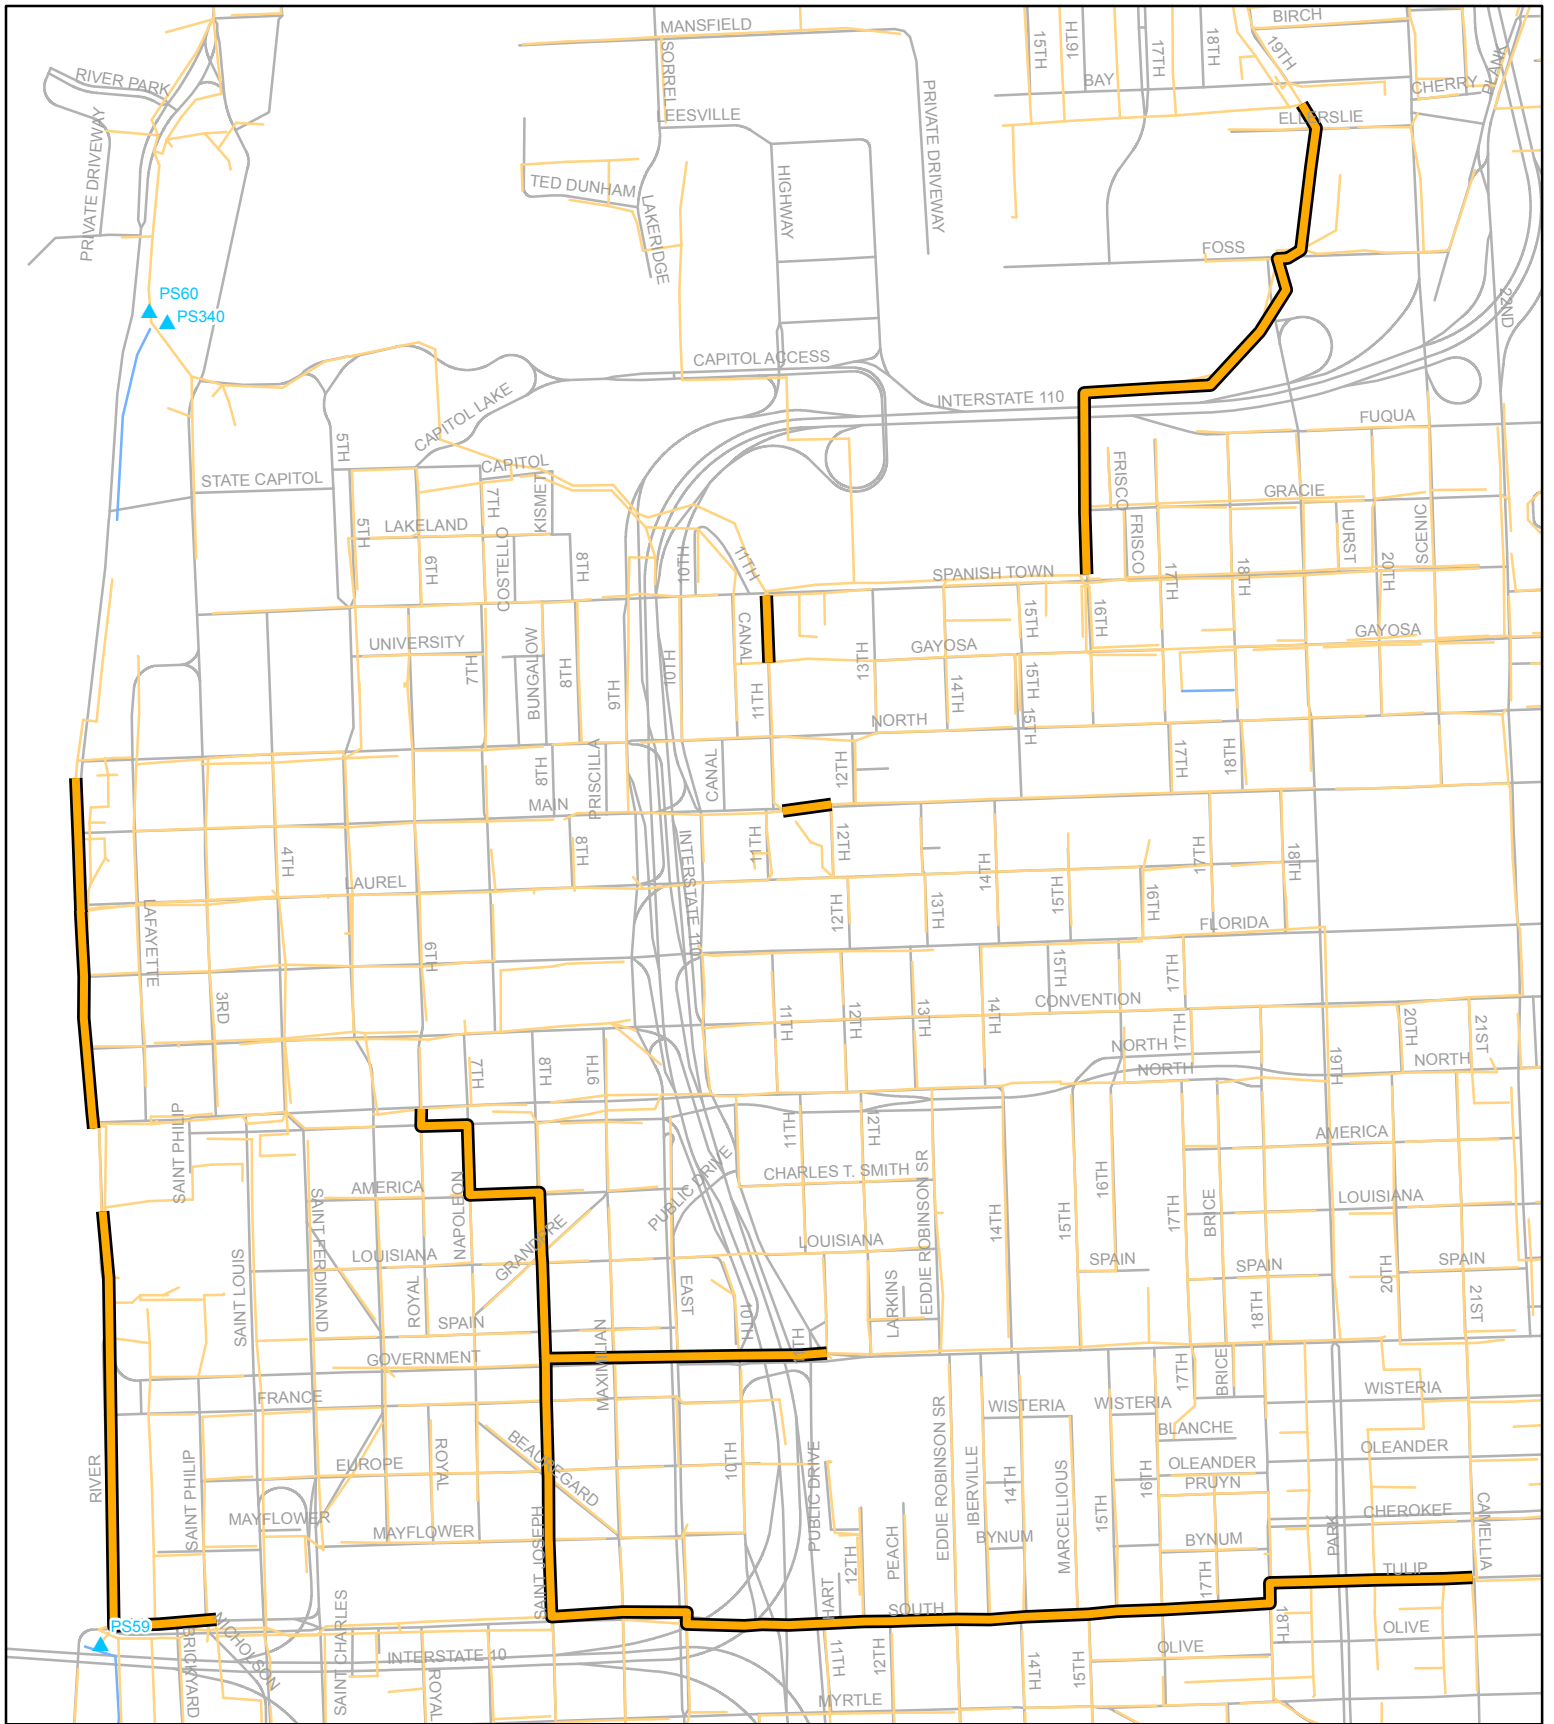 MANSFIELD
BIRCH
SORREL
15TH
16TH
17TH
18TH
19TH
PLANK
RIVER PARK
BAY
CHERRY
PRIVATE DRIVEWAY
LEESVILLE
PRIVATE DRIVEWAY
ELLERSLIE
TED DUNHAM
HIGHWAY
LAKERIDGE
FOSS
PS60
PS340
22ND
CAPITOL ACCESS
INTERSTATE 110
CAPITOL LAKE
FUQUA
5TH
STATE CAPITOL
CAPITOL
KISMET
7TH
FRISCO
GRACIE
5TH
LAKELAND
COSTELLO
FRISCO
HURST
SCENIC
6TH
8TH
10TH
11TH
SPANISH TOWN
17TH
18TH
20TH
UNIVERSITY
BUNGALOW
CANAL
13TH
GAYOSA
15TH
16TH
GAYOSA
7TH
8TH
9TH
10TH
11TH
14TH
15TH
NORTH
15TH
8TH
PRISCILLA
CANAL
12TH
17TH
18TH
MAIN
4TH
8TH
INTERSTATE 110
11TH
12TH
14TH
17TH
18TH
LAUREL
LAFAYETTE
12TH
13TH
15TH
16TH
FLORIDA
6TH
15TH
17TH
3RD
11TH
12TH
13TH
14TH
CONVENTION
17TH
20TH
21ST
7TH
8TH
9TH
NORTH
NORTH
19TH
NORTH
SAINT PHILIP
11TH
12TH
AMERICA
AMERICA
NAPOLEON
PUBLIC DRIVE
CHARLES T. SMITH
EDDIE ROBINSON SR
16TH
LOUISIANA
SAINT FERDINAND
GRANDPRE
14TH
15TH
17TH
BRICE
SAINT LOUIS
LOUISIANA
LOUISIANA
SPAIN
SPAIN
SPAIN
ROYAL
EAST
10TH
LARKINS
18TH
20TH
21ST
SPAIN
GOVERNMENT
MAXIMILIAN
17TH
BRICE
FRANCE
WISTERIA
WISTERIA
WISTERIA
EDDIE ROBINSON SR
BLANCHE
OLEANDER
RIVER
SAINT PHILIP
EUROPE
ROYAL
BEAUREGARD
10TH
PUBLIC DRIVE
IBERVILLE
14TH
MARCELLIOUS
15TH
16TH
OLEANDER
PRUYN
MAYFLOWER
MAYFLOWER
CHEROKEE
CAMELLIA
BYNUM
BYNUM
PARK
SAINT JOSEPH
12TH
PEACH
17TH
TULIP
HART
SOUTH
PS59
NICHOLSON
BRICKYARD
SAINT CHARLES
18TH
OLIVE
OLIVE
INTERSTATE 10
11TH
12TH
14TH
15TH
ROYAL
MYRTLE